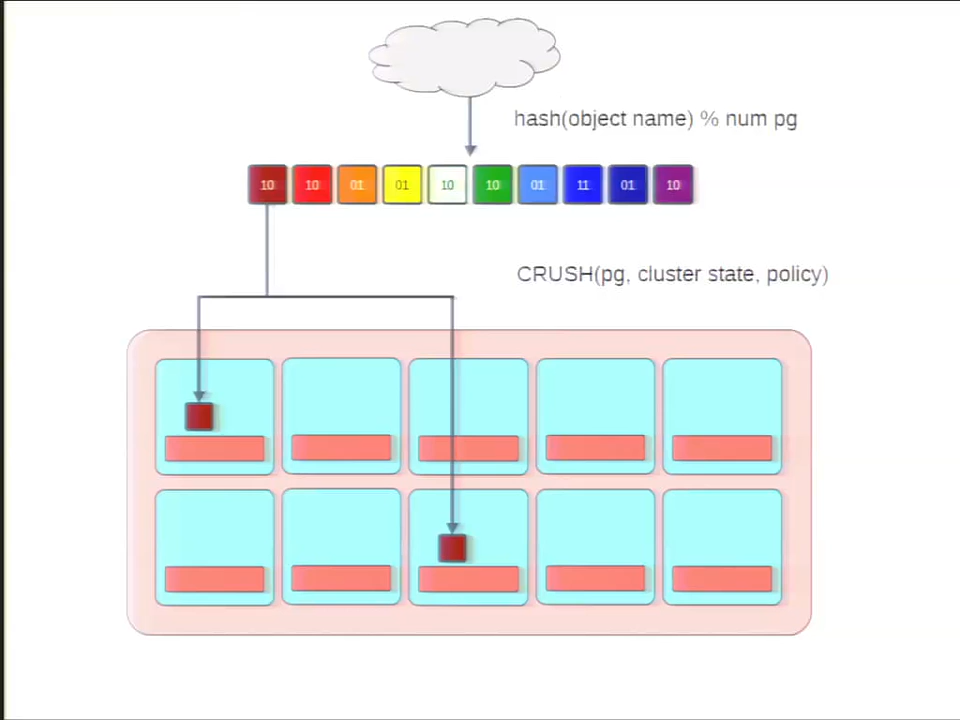 hash(object name) % num pg
10 10 01 01 10 10 01 11 01 10
CRUSH(pg, cluster state, policy)